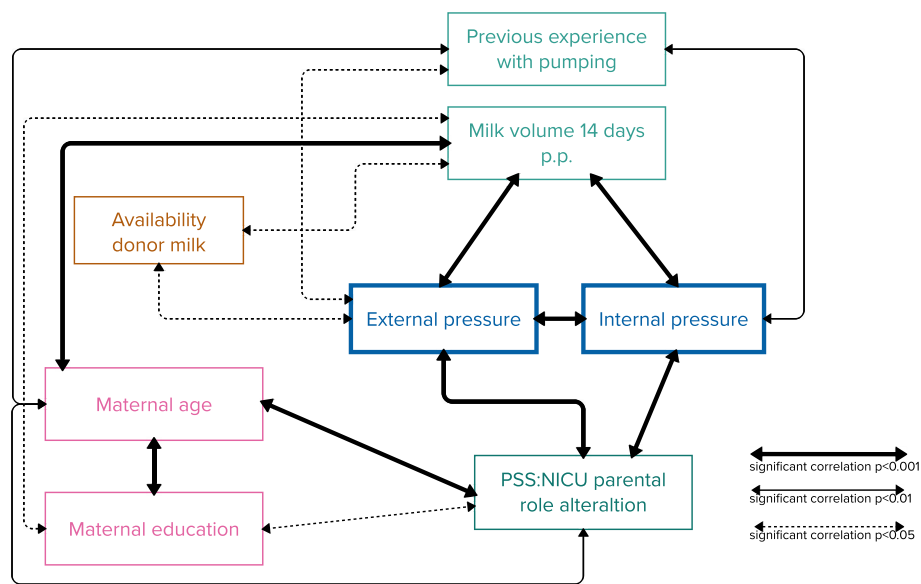 Previous experience
with pumping
Milk volume 14 days
p.p.
Availability
donor milk
External pressure
Internal pressure
Maternal age
PSS:NICU parental
role alteraltion
Maternal education
significant correlation p<0.001
significant correlation p<0.01
significant correlation p<0.05